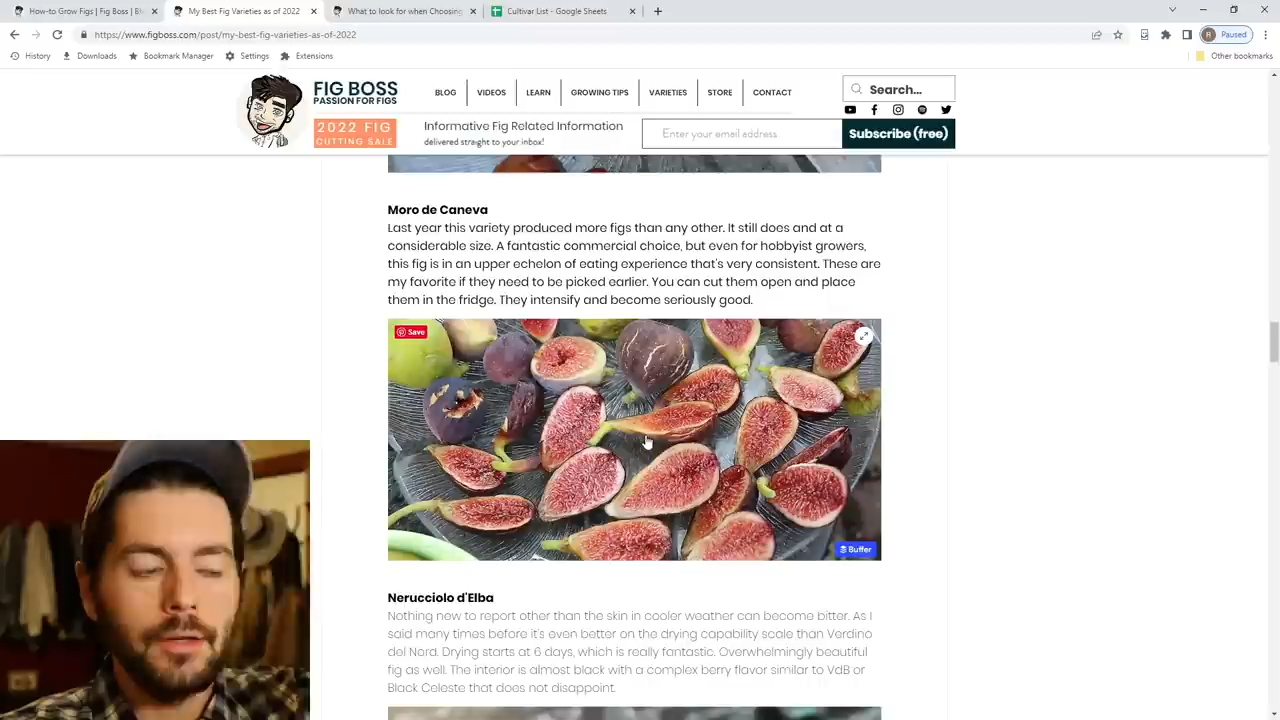 How-to Grow Figs | Fig Boss | Bl
My Best Fig Varieties as of 2022
What to look for when Choosing
Cultivar List - Google Sheets
https://www.figboss.com/post/my-best-fig-varieties-as-of-2022
R Paused
History Downloads Bookmark Manager Settings Extensions Other bookmarks
FIG BOSS
PASSION FOR FIGS
2022 FIG
CUTTING SALE
BLOG VIDEOS LEARN GROWING TIPS VARIETIES STORE CONTACT
Search...
Informative Fig Related Information
delivered straight to your inbox!
Enter your email address
Subscribe (free)
Moro de Caneva
Last year this variety produced more figs than any other. It still does and at a
considerable size. A fantastic commercial choice, but even for hobbyist growers,
this fig is in an upper echelon of eating experience that's very consistent. These are
my favorite if they need to be picked earlier. You can cut them open and place
them in the fridge. They intensify and become seriously good.
Save
Buffer
Nerucciolo d'Elba
Nothing new to report other than the skin in cooler weather can become bitter. As I
said many times before it's even better on the drying capability scale than Verdino
del Nord. Drying starts at 6 days, which is really fantastic. Overwhelmingly beautiful
fig as well. The interior is almost black with a complex berry flavor similar to VdB or
Black Celeste that does not disappoint.